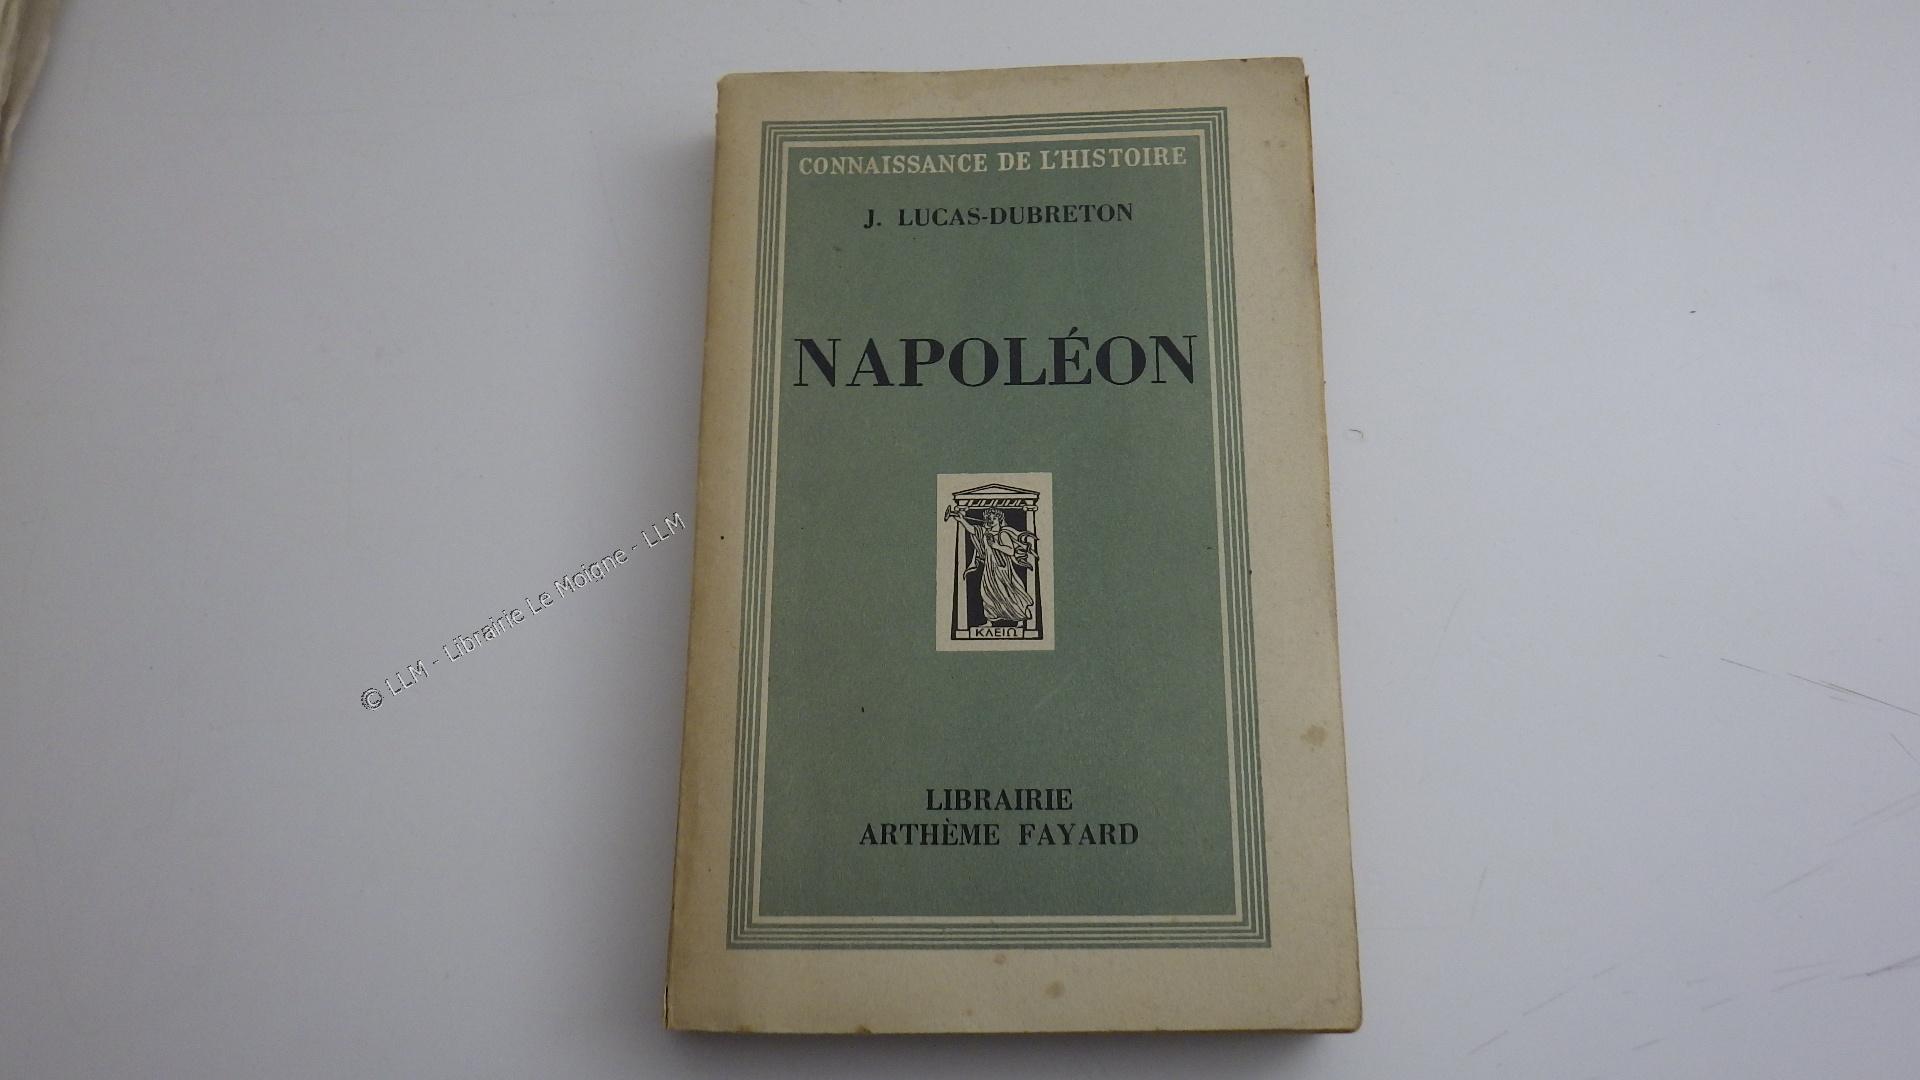 CONNAISSANCE DE L'HISTOIRE
J. LUCAS-DUBRETON
NAPOLÉON
ΚΛΕΙΩ
LIBRAIRIE
ARTHÈME FAYARD
© LLM - Librairie Le Moigne - LLM